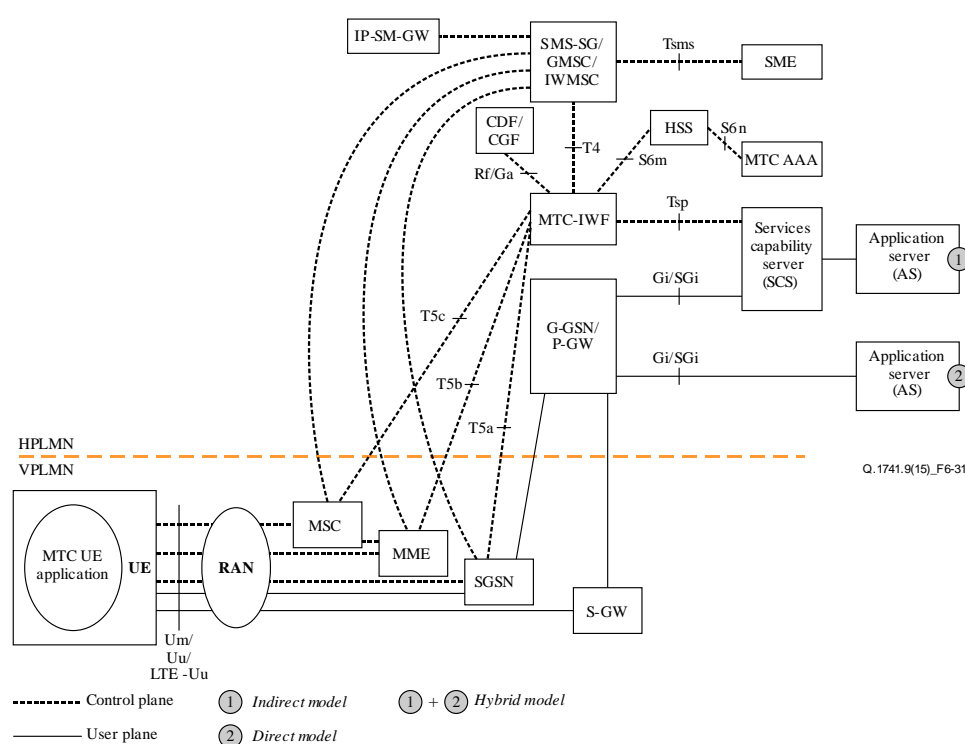 IP-SM-GW
SMS-SG/
GMSC/
IWMSC
Tsms
SME
CDF/
CGF
HSS
S6n
MTC AAA
T4
S6m
Rf/Ga
MTC-IWF
Tsp
Services
capability
server
(SCS)
Application
server
(AS)
1
Gi/SGi
G-GSN/
P-GW
T5c
Gi/SGi
Application
server
(AS)
2
T5b
T5a
HPLMN
VPLMN
Q.1741.9(15)_F6-31
MSC
MME
SGSN
S-GW
MTC UE
application
UE
RAN
Um/
Uu/
LTE -Uu
Control plane
1 Indirect model
1 + 2 Hybrid model
User plane
2 Direct model